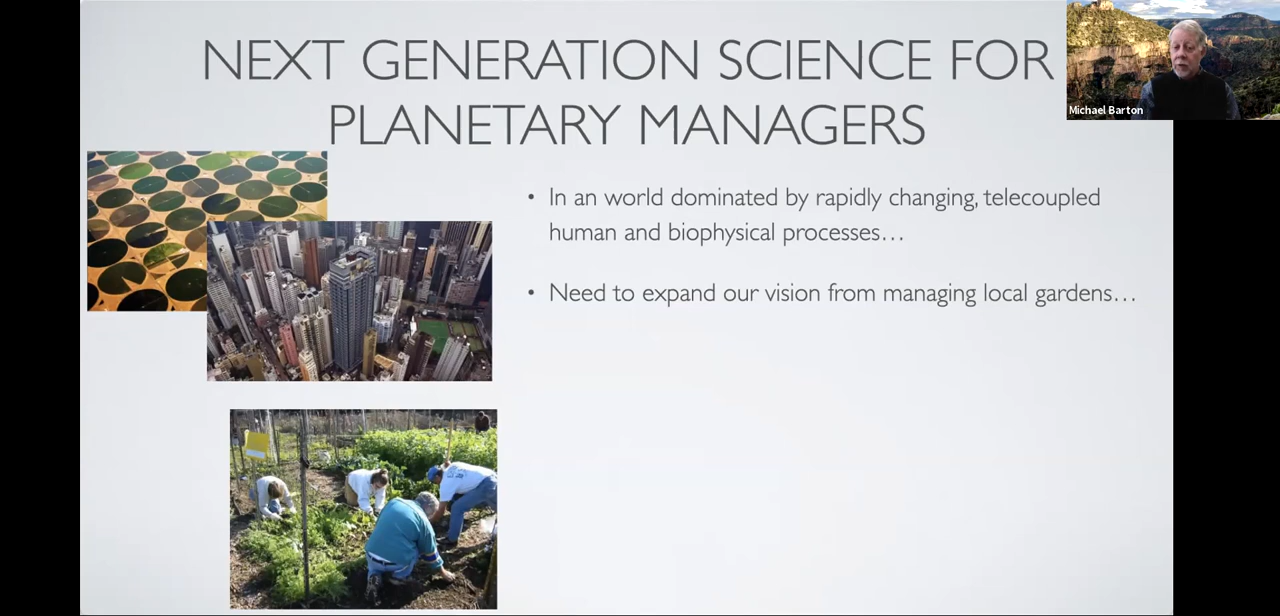 NEXT GENERATION SCIENCE FOR
PLANETARY MANAGERS
Michael Barton
• In an world dominated by rapidly changing, telecoupled
human and biophysical processes…
• Need to expand our vision from managing local gardens…